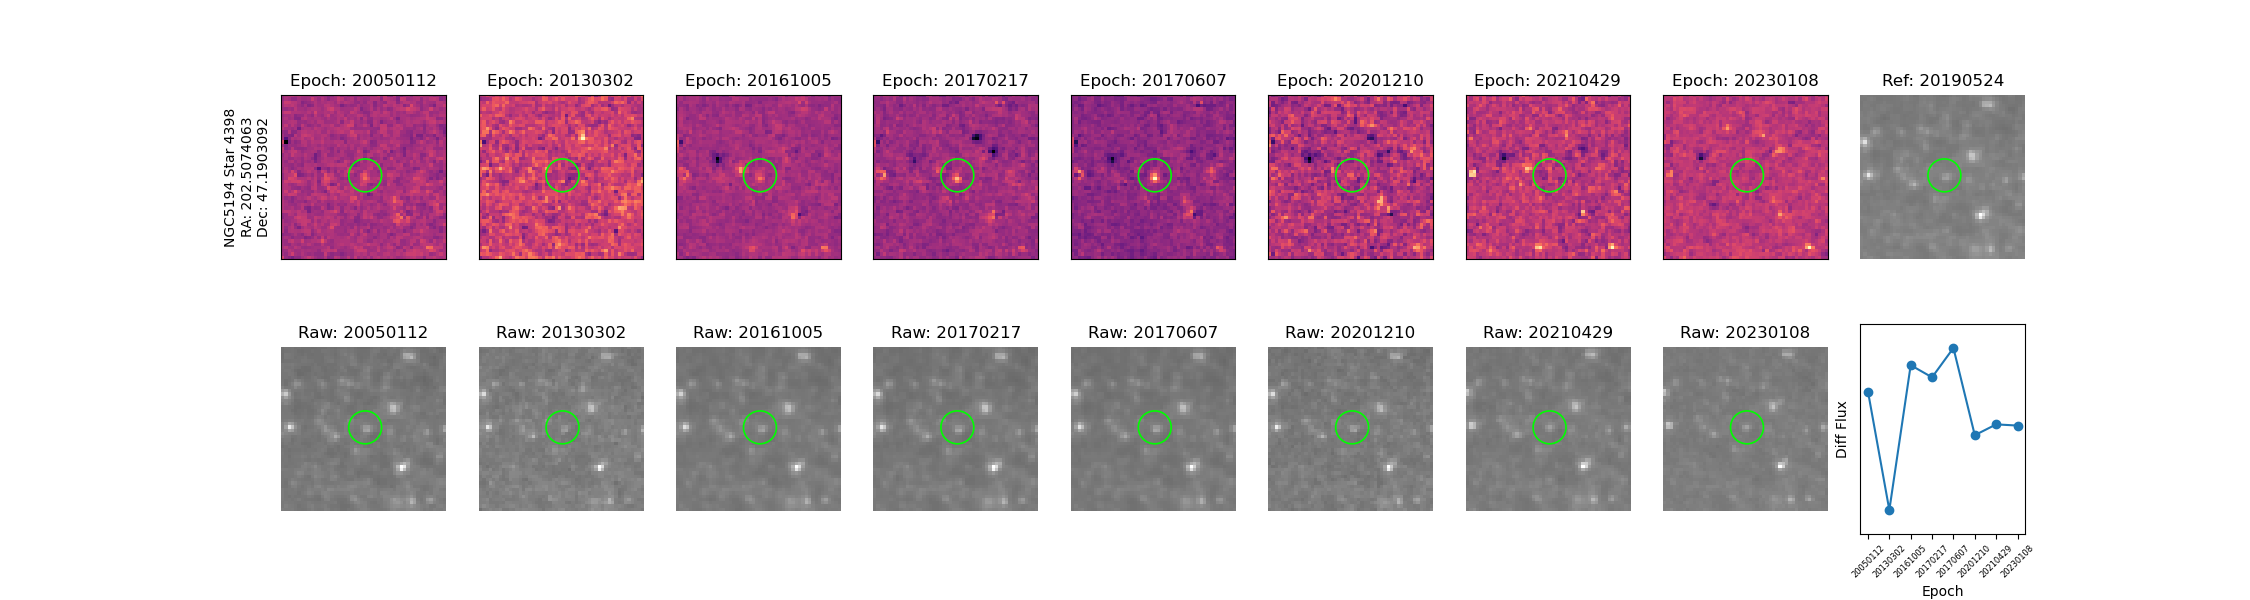 NGC5194 Star 4398
RA: 202.5074063
Dec: 47.1903092
Epoch: 20050112
Epoch: 20130302
Epoch: 20161005
Epoch: 20170217
Epoch: 20170607
Epoch: 20201210
Epoch: 20210429
Epoch: 20230108
Ref: 20190524
Raw: 20050112
Raw: 20130302
Raw: 20161005
Raw: 20170217
Raw: 20170607
Raw: 20201210
Raw: 20210429
Raw: 20230108
Diff Flux
20050112
20130302
20161005
20170217
20170607
20201210
20210429
20230108
Epoch